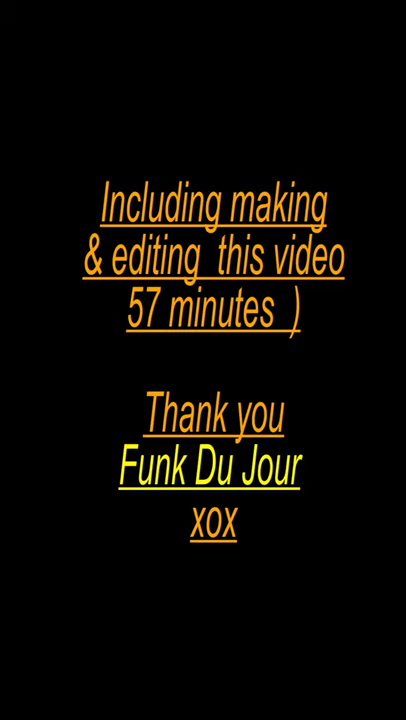 Including making
& editing  this video
57 minutes  )
Thank you
Funk Du Jour
xox